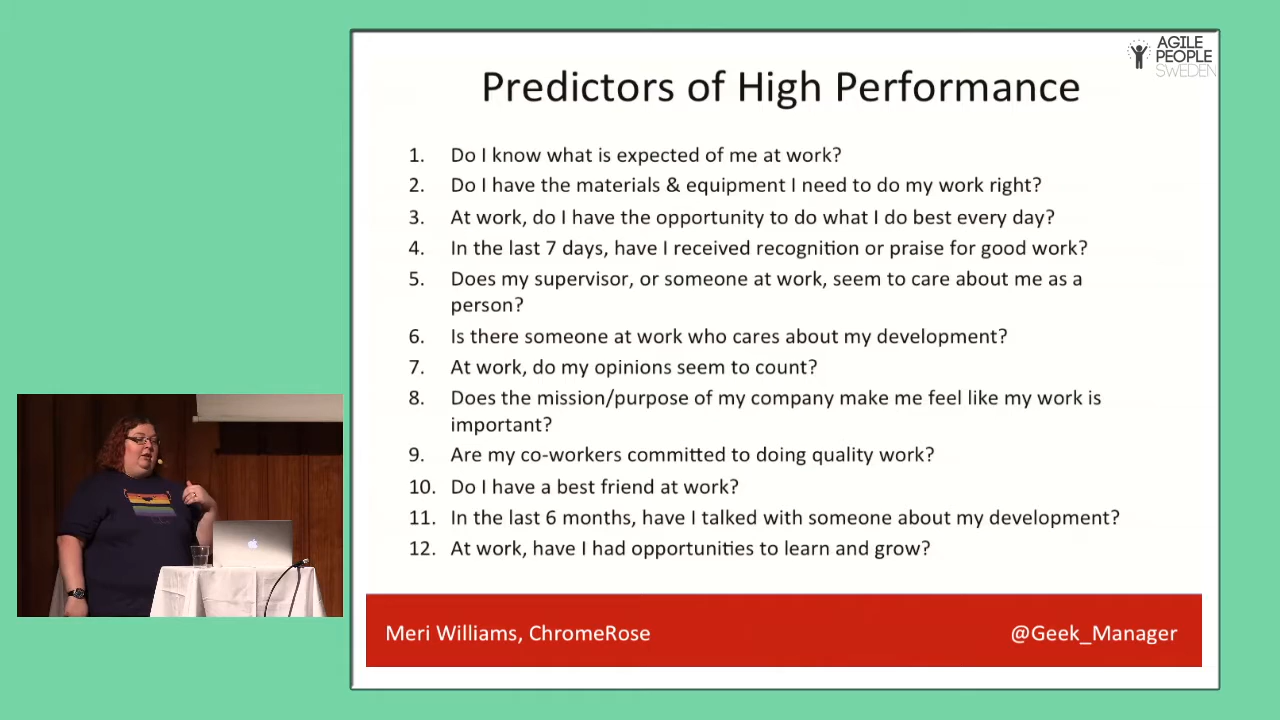 AGILE
PEOPLE
SWEDEN
Predictors of High Performance
1. Do I know what is expected of me at work?
2. Do I have the materials & equipment I need to do my work right?
3. At work, do I have the opportunity to do what I do best every day?
4. In the last 7 days, have I received recognition or praise for good work?
5. Does my supervisor, or someone at work, seem to care about me as a
person?
6. Is there someone at work who cares about my development?
7. At work, do my opinions seem to count?
8. Does the mission/purpose of my company make me feel like my work is
important?
9. Are my co-workers committed to doing quality work?
10. Do I have a best friend at work?
11. In the last 6 months, have I talked with someone about my development?
12. At work, have I had opportunities to learn and grow?
Meri Williams, ChromeRose
@Geek_Manager